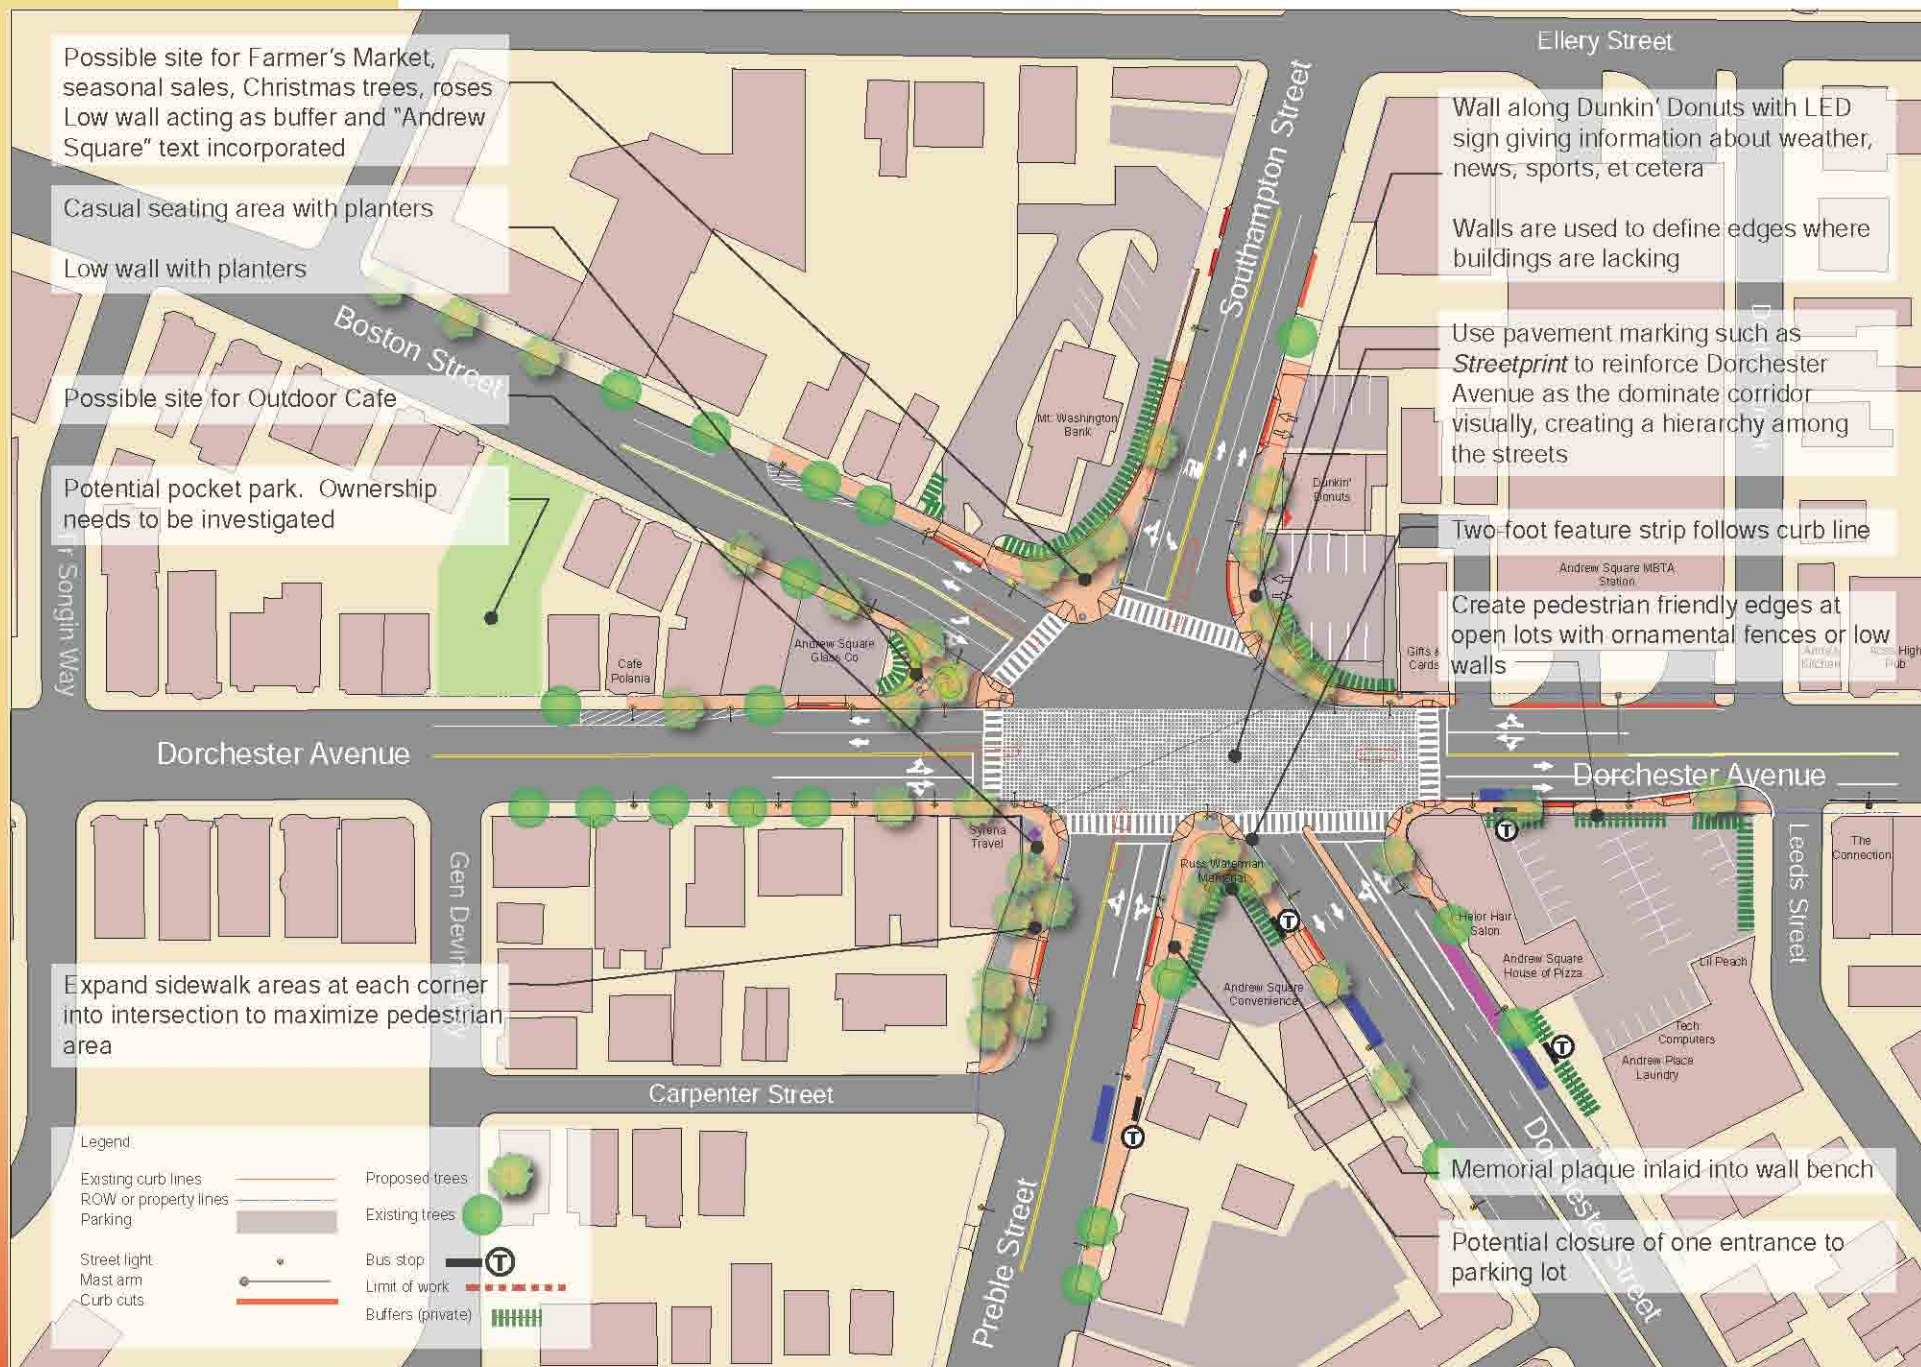 Possible site for Farmer's Market,
seasonal sales, Christmas trees, roses
Low wall acting as buffer and "Andrew
Square" text incorporated
Casual seating area with planters
Low wall with planters
Possible site for Outdoor Cafe
Potential pocket park. Ownership
needs to be investigated
Expand sidewalk areas at each corner
into intersection to maximize pedestrian
area
Ellery Street
Wall along Dunkin' Donuts with LED
sign giving information about weather,
news, sports, et cetera
Walls are used to define edges where
buildings are lacking
Use pavement marking such as
Streetprint to reinforce Dorchester
Avenue as the dominate corridor
visually, creating a hierarchy among
the streets
Two-foot feature strip follows curb line
Create pedestrian friendly edges at
open lots with ornamental fences or low
walls
Memorial plaque inlaid into wall bench
Potential closure of one entrance to
parking lot
Boston Street
Southampton Street
Songin Way
Dorchester Avenue
Dorchester Avenue
Leeds Street
Carpenter Street
Preble Street
Dorchester Street
Mt. Washington
Bank
Dunkin'
Donuts
Andrew Square MBTA
Station
Gifts &
Cards
High
Pub
Andrew Square
Glass Co
Cafe
Polania
Syrena
Travel
Russ Waterman
Memorial
Andrew Square
Convenience
Hair
Salon
Andrew Square
House of Pizza
Lil Peach
Tech
Computers
Andrew Place
Laundry
The
Connection
T
T
T
T
Legend
Existing curb lines
ROW or property lines
Parking
Street light
Mast arm
Curb cuts
Proposed trees
Existing trees
Bus stop
T
Limit of work
Buffers (private)